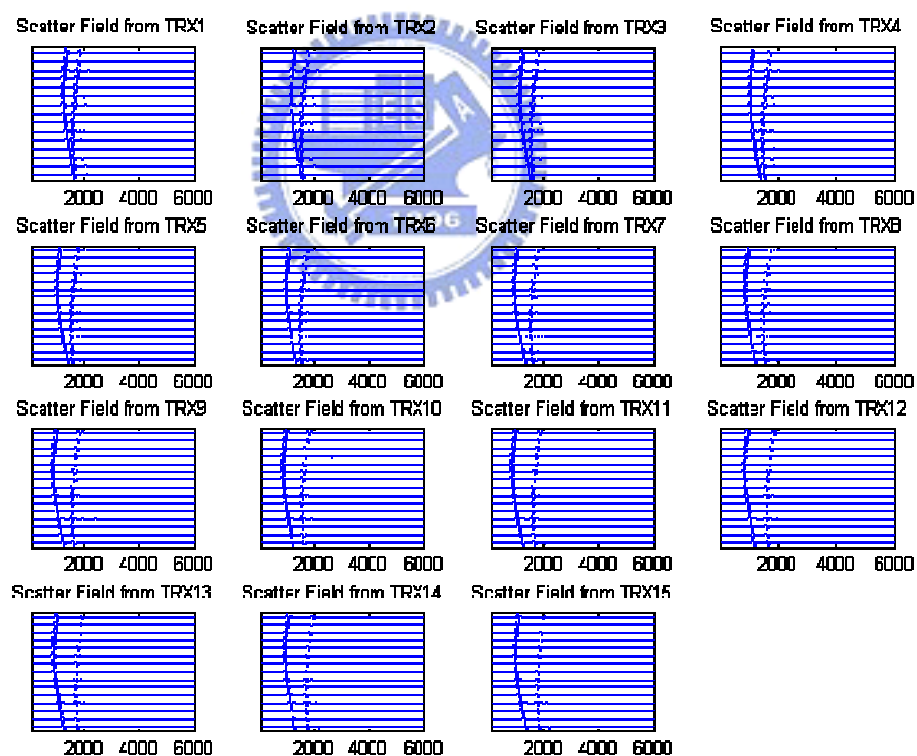 Scatter Field from TRX1 Scatter Field from TRX2 Scatter Field from TRX3 Scatter Field from TRX4
2000 4000 6000 2000 4000 6000 2000 4000 6000 2000 4000 6000
Scatter Field from TRX5 Scatter Field from TRX6 Scatter Field from TRX7 Scatter Field from TRX8
2000 4000 6000 2000 4000 6000 2000 4000 6000 2000 4000 6000
Scatter Field from TRX9 Scatter Field from TRX10 Scatter Field from TRX11 Scatter Field from TRX12
2000 4000 6000 2000 4000 6000 2000 4000 6000 2000 4000 6000
Scatter Field from TRX13 Scatter Field from TRX14 Scatter Field from TRX15
2000 4000 6000 2000 4000 6000 2000 4000 6000